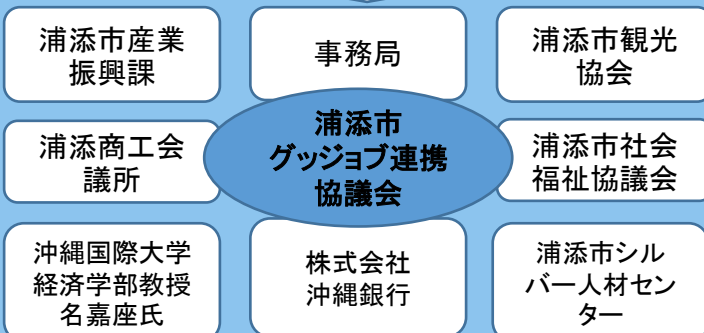 浦添市産業
振興課
事務局
浦添市観光
協会
浦添商工会
議所
浦添市
グッジョブ連携
協議会
浦添市社会
福祉協議会
沖縄国際大学
経済学部教授
名嘉座氏
株式会社
沖縄銀行
浦添市シル
バー人材セン
ター